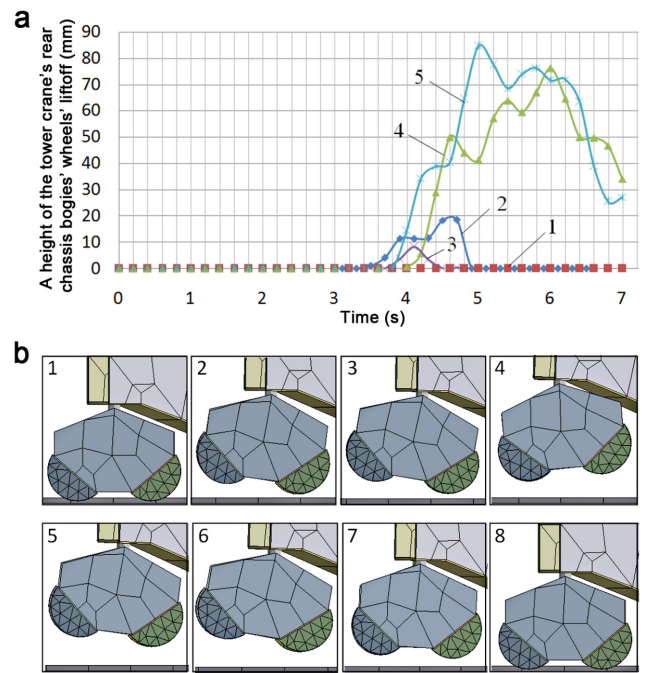 a
A height of the tower crane's rear
chassis bogies' wheels' liftoff (mm)
90
80
70
60
50
40
30
20
10
0
5
4
2
3
1
0 1 2 3 4 5 6 7
Time (s)
b
1 2 3 4
5 6 7 8